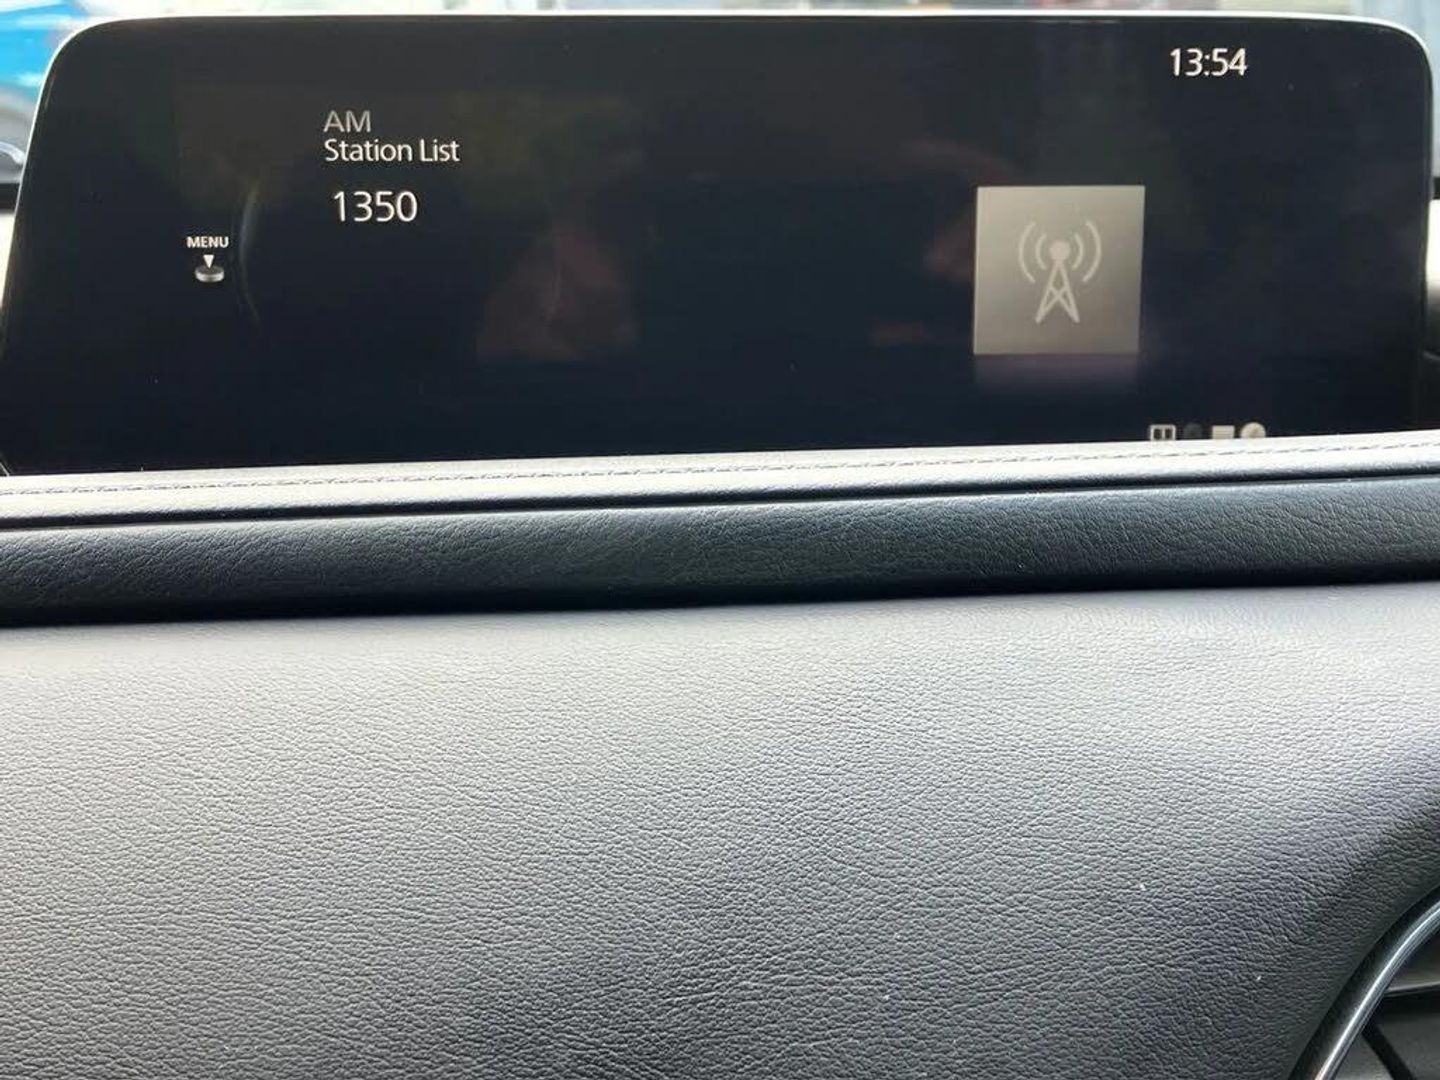 13:54
AM
Station List
1350
MENU